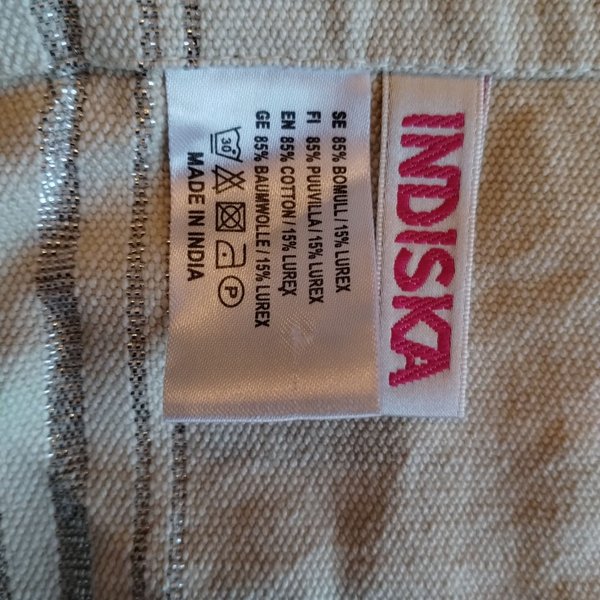 SE 85% BOMULL / 15% LUREX
FI 85% PUUVILLA / 15% LUREX
EN 85% COTTON / 15% LUREX
GE 85% BAUMWOLLE / 15% LUREX
30° P
MADE IN INDIA
INDISKA